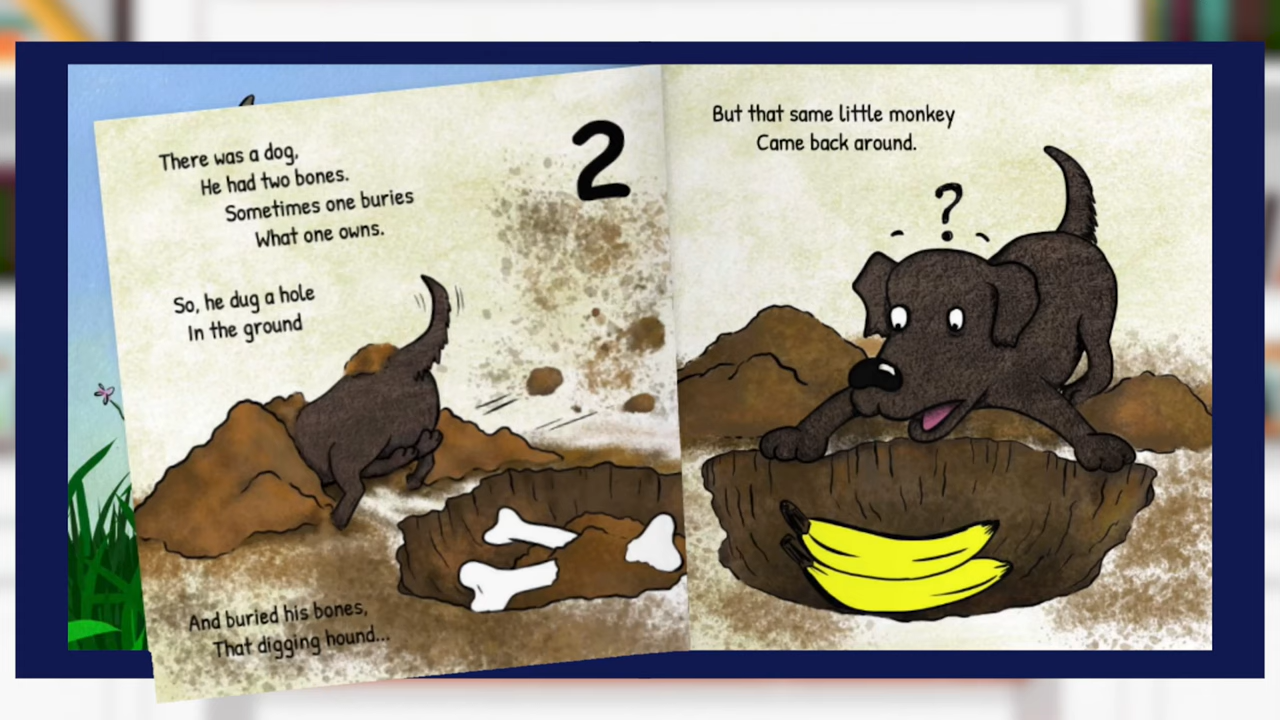 There was a dog,
He had two bones.
Sometimes one buries
What one owns.
2
So, he dug a hole
In the ground
And buried his bones,
That digging hound...
But that same little monkey
Came back around.
?